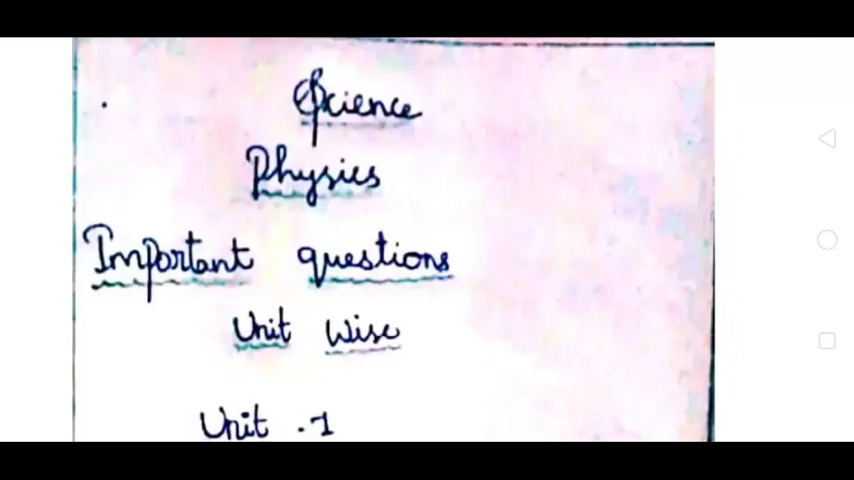 Science
Physics
Important questions
Unit Wise
Unit . 1